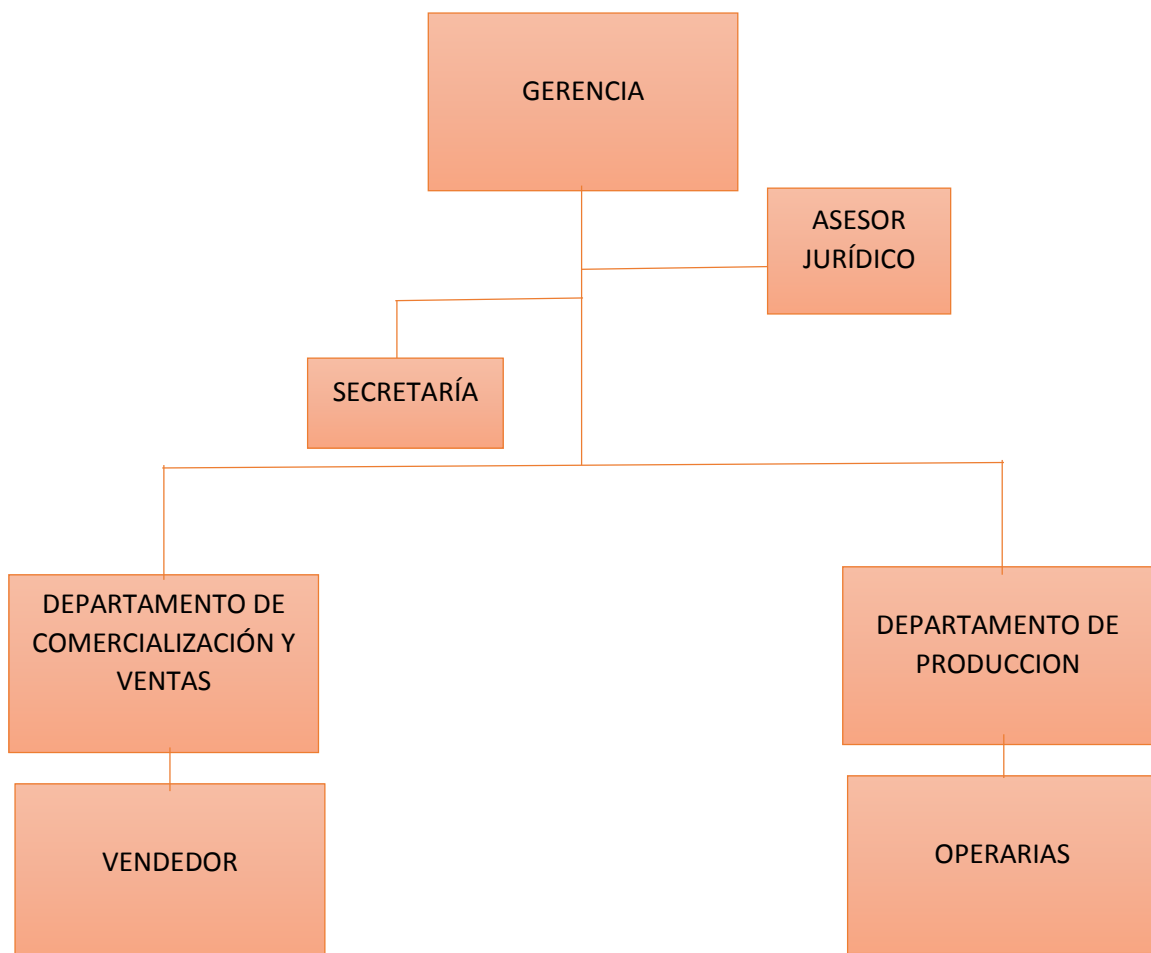 GERENCIA
ASESOR
JURÍDICO
SECRETARÍA
DEPARTAMENTO DE
COMERCIALIZACIÓN Y
VENTAS
DEPARTAMENTO DE
PRODUCCION
VENDEDOR
OPERARIAS